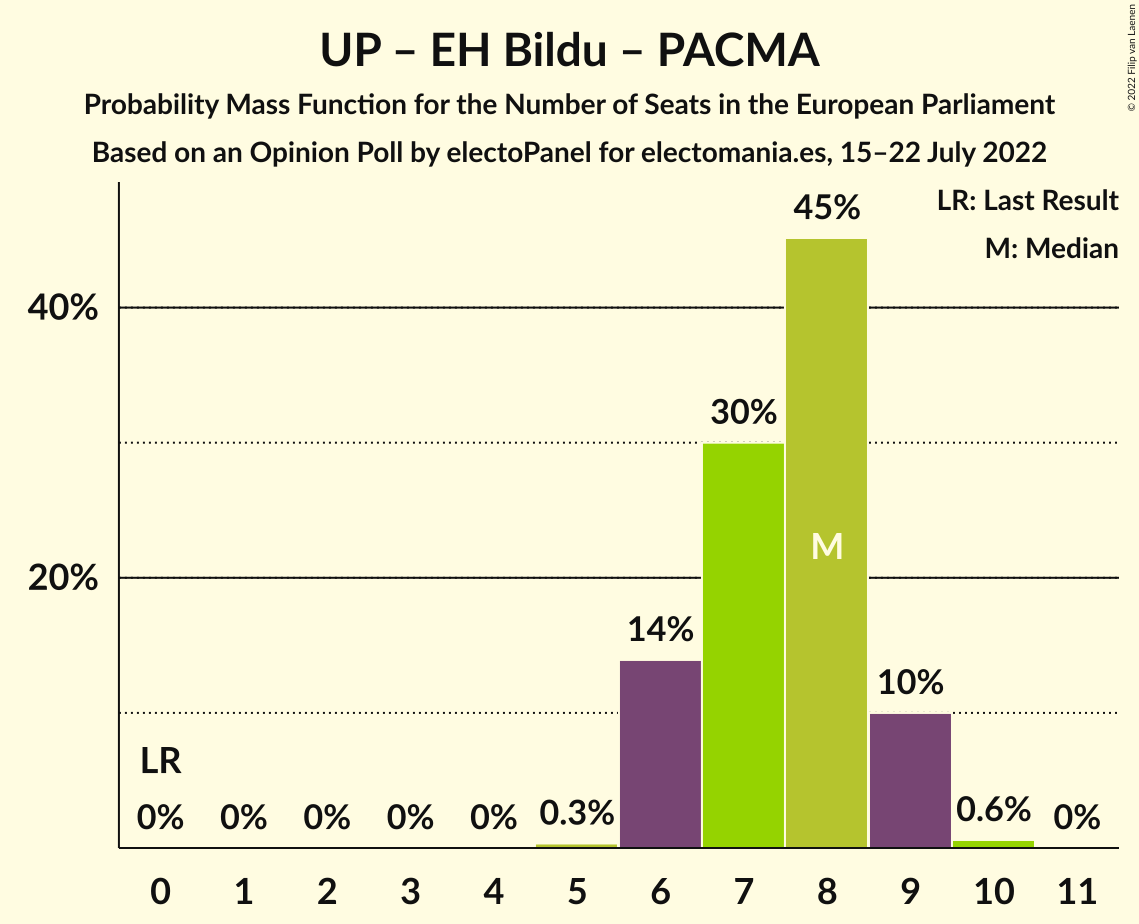 UP – EH Bildu – PACMA
Probability Mass Function for the Number of Seats in the European Parliament
Based on an Opinion Poll by electoPanel for electomania.es, 15–22 July 2022
© 2022 Filip van Laenen
LR: Last Result
M: Median
45%
40%
30%
M
20%
14%
10%
LR
0% 0% 0% 0% 0% 0.3% 0.6% 0%
0 1 2 3 4 5 6 7 8 9 10 11